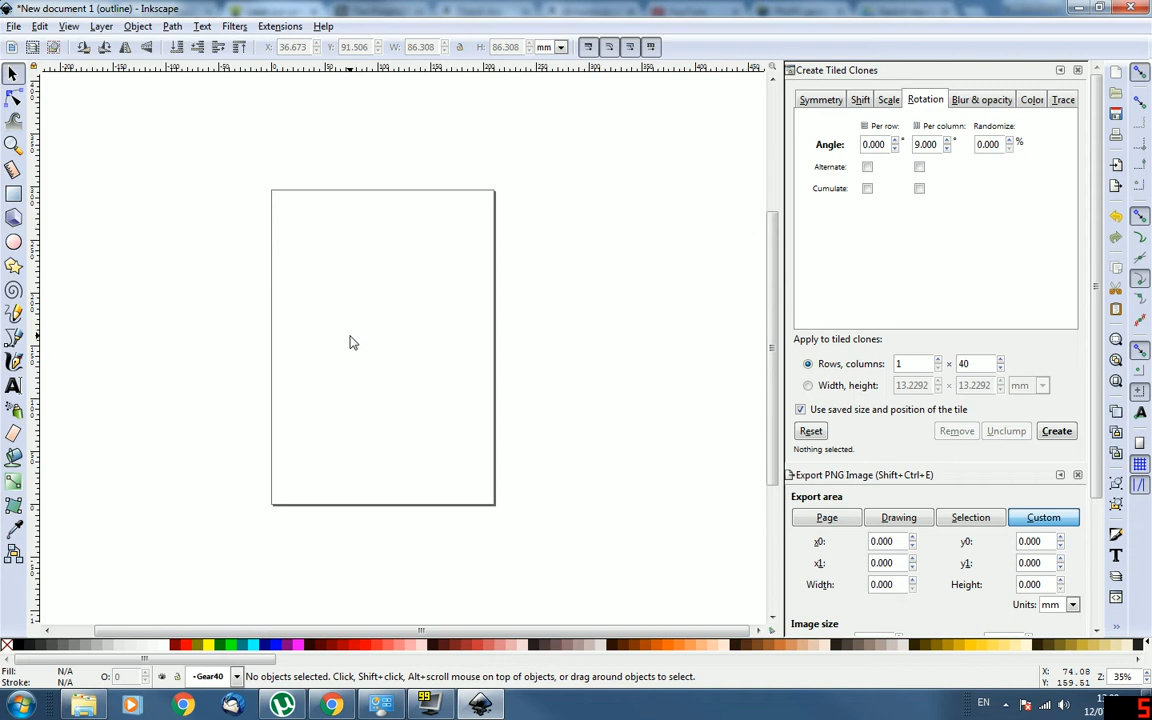 *New document 1 (outline) - Inkscape
File Edit View Layer Object Path Text Filters Extensions Help
X: 36.673 Y: 91.506 W: 86.308 H: 86.308 mm
Create Tiled Clones
Symmetry Shift Scale Rotation Blur & opacity Color Trace
Per row: Per column: Randomize:
Angle: 0.000 ° 9.000 ° 0.000 %
Alternate:
Cumulate:
Apply to tiled clones:
Rows, columns: 1 × 40
Width, height: 13.2292 × 13.2292 mm
Use saved size and position of the tile
Reset Remove Unclump Create
Nothing selected.
Export PNG Image (Shift+Ctrl+E)
Export area
Page Drawing Selection Custom
x0: 0.000 y0: 0.000
x1: 0.000 y1: 0.000
Width: 0.000 Height: 0.000
Units: mm
Image size
Fill: N/A
Stroke: N/A
O: 0
Gear40
No objects selected. Click, Shift+click, Alt+scroll mouse on top of objects, or drag around objects to select.
X: 74.08
Y: 159.51
Z: 35%
99
EN
5